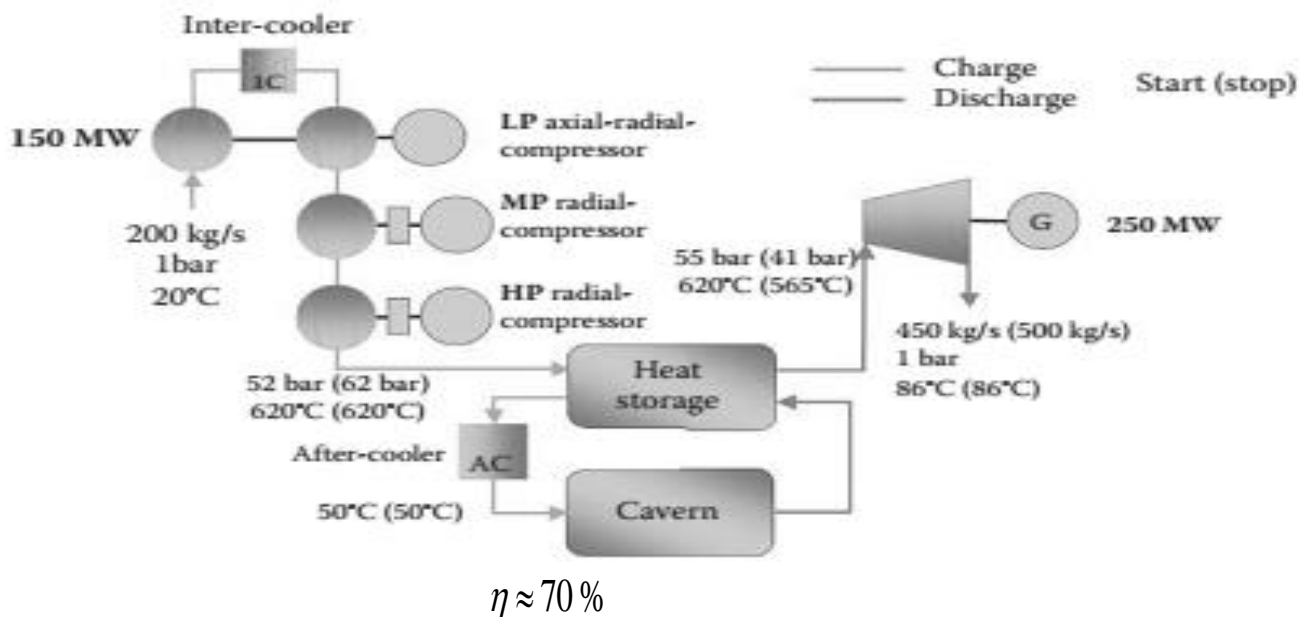 Inter-cooler
1C
Charge
Discharge
Start (stop)
150 MW
LP axial-radial-
compressor
MP radial-
compressor
200 kg/s
1bar
20°C
HP radial-
compressor
55 bar (41 bar)
620°C (565°C)
G
250 MW
450 kg/s (500 kg/s)
1 bar
86°C (86°C)
52 bar (62 bar)
620°C (620°C)
Heat
storage
After-cooler
AC
50°C (50°C)
Cavern
η ≈ 70 %